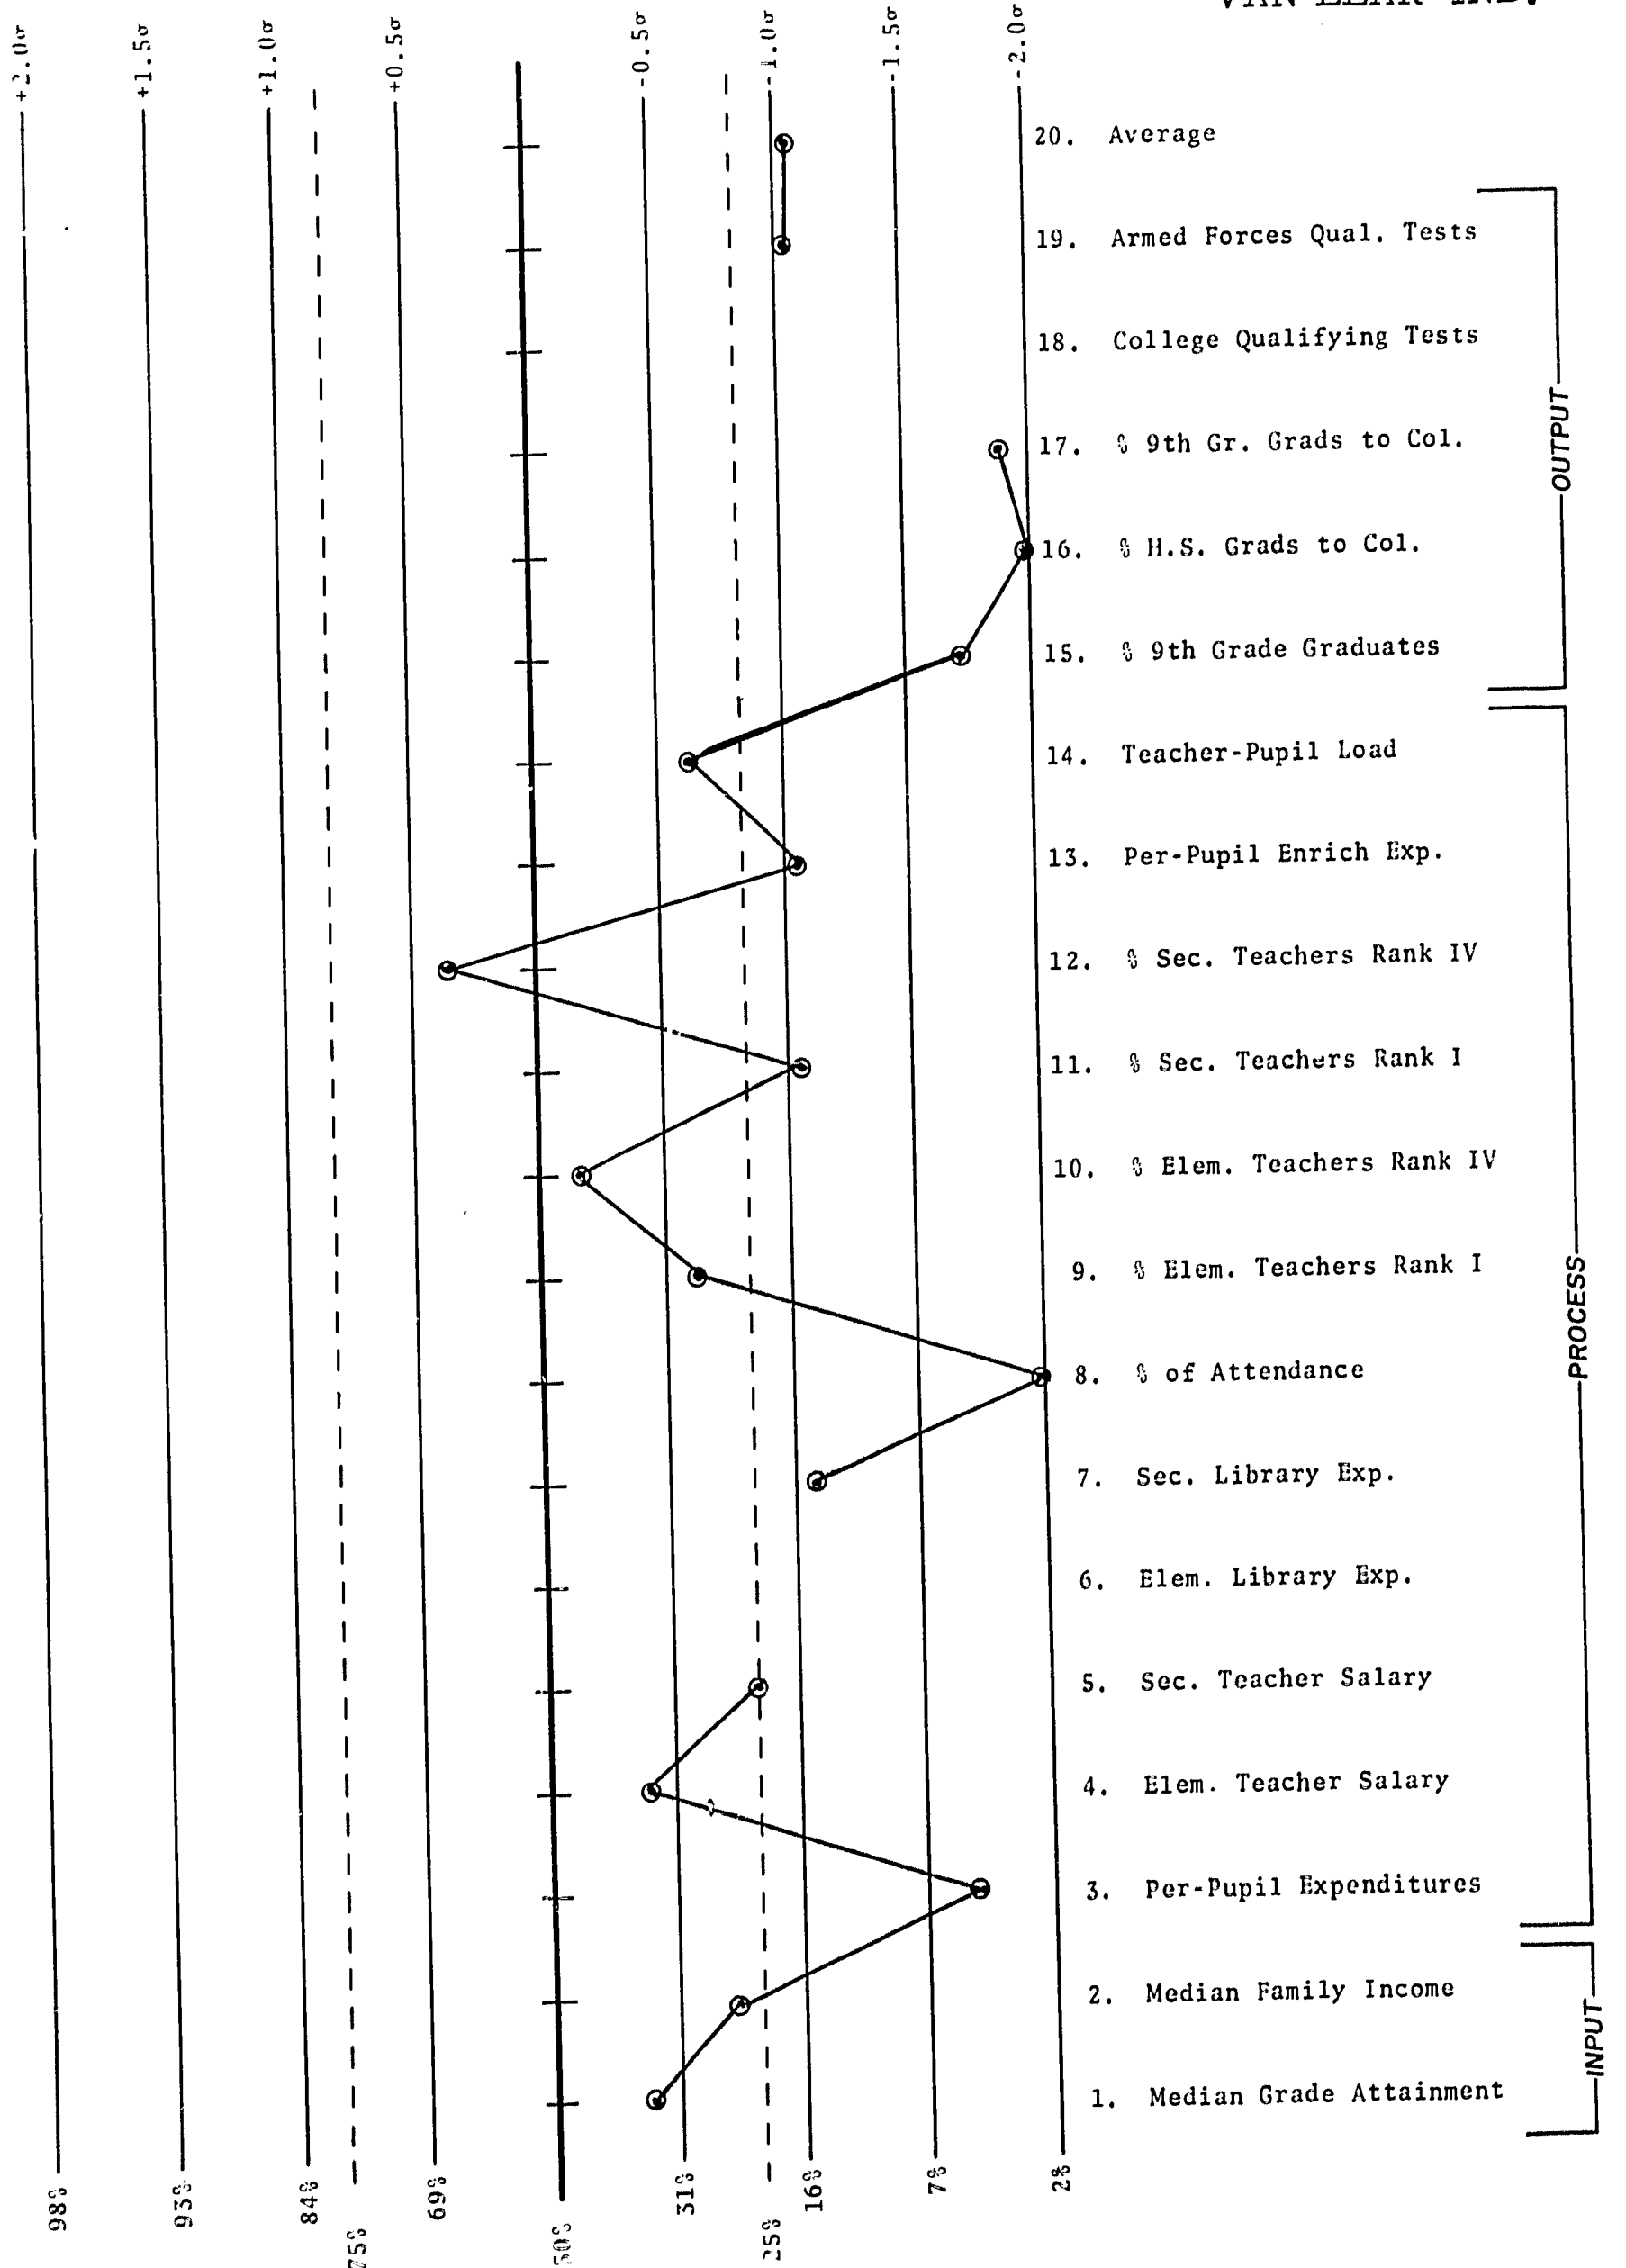 +2.0σ
+1.5σ
+1.0σ
+0.5σ
-0.5σ
-1.0σ
-1.5σ
-2.0σ
20. Average
19. Armed Forces Qual. Tests
18. College Qualifying Tests
17. % 9th Gr. Grads to Col.
16. % H.S. Grads to Col.
15. % 9th Grade Graduates
OUTPUT
14. Teacher-Pupil Load
13. Per-Pupil Enrich Exp.
12. % Sec. Teachers Rank IV
11. % Sec. Teachers Rank I
10. % Elem. Teachers Rank IV
9. % Elem. Teachers Rank I
8. % of Attendance
7. Sec. Library Exp.
6. Elem. Library Exp.
5. Sec. Teacher Salary
4. Elem. Teacher Salary
3. Per-Pupil Expenditures
PROCESS
2. Median Family Income
1. Median Grade Attainment
INPUT
98%
93%
84%
75%
69%
50%
31%
25%
16%
7%
2%